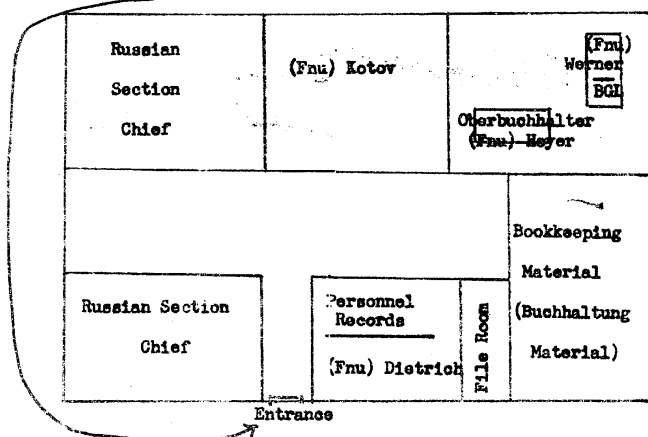 Russian
Section
Chief
(Fnu) Kotov
(Fnu)
Werner
BGL
Oberbuchhalter
(Fnu) Heyer
Bookkeeping
Material
(Buchhaltung
Material)
Russian Section
Chief
Personnel
Records
(Fnu) Dietrich
File Room
Entrance